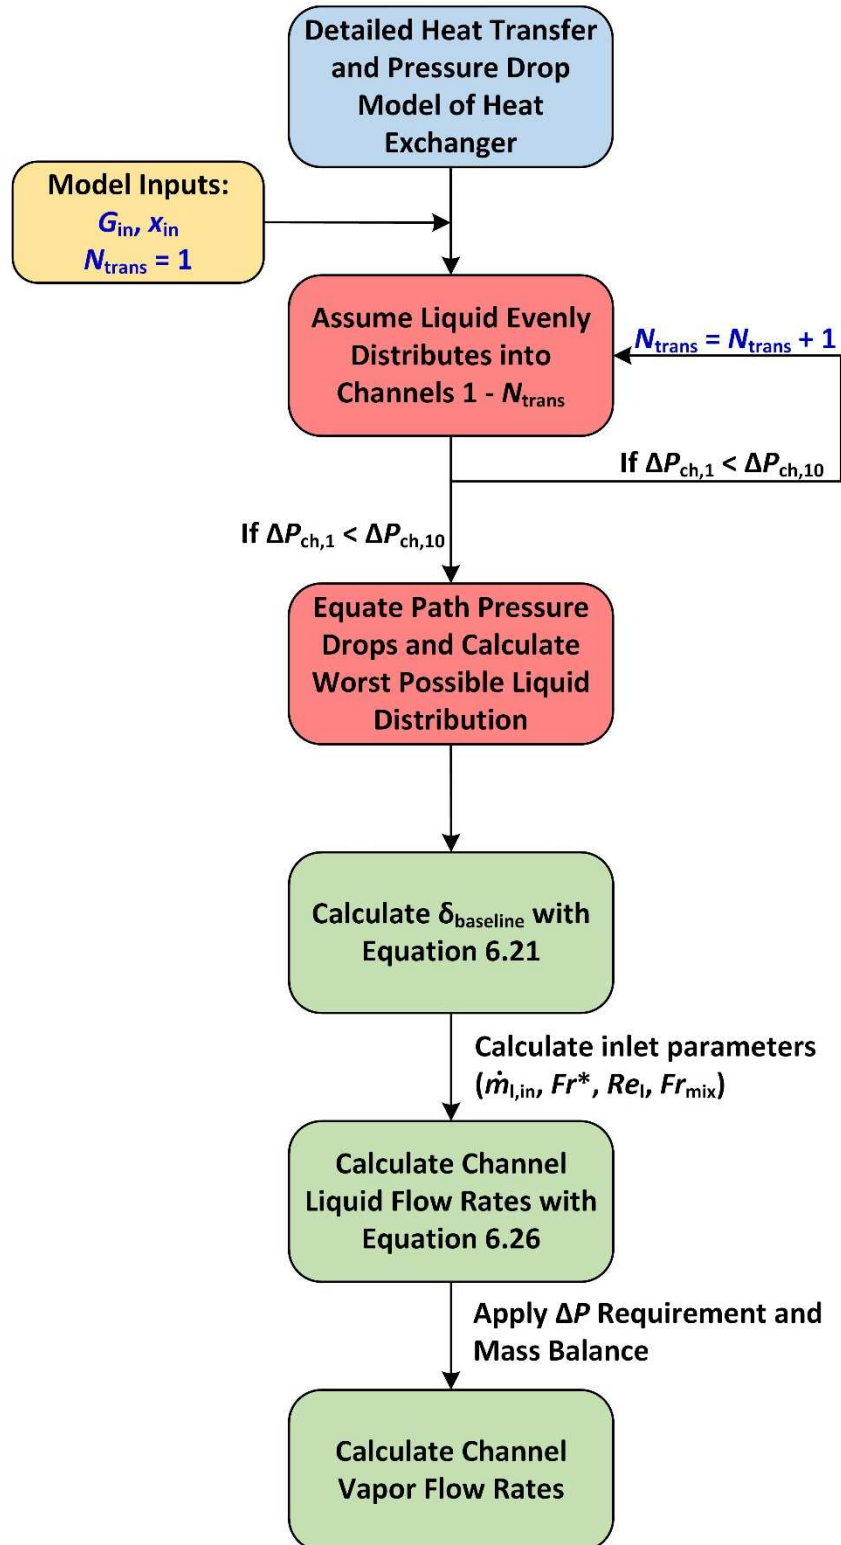 Detailed Heat Transfer
and Pressure Drop
Model of Heat
Exchanger
Model Inputs:
G_in, x_in
N_trans = 1
Assume Liquid Evenly
Distributes into
Channels 1 - N_trans
N_trans = N_trans + 1
If ΔP_ch,1 < ΔP_ch,10
If ΔP_ch,1 < ΔP_ch,10
Equate Path Pressure
Drops and Calculate
Worst Possible Liquid
Distribution
Calculate δ_baseline with
Equation 6.21
Calculate inlet parameters
(ṁ_l,in, Fr*, Re_l, Fr_mix)
Calculate Channel
Liquid Flow Rates with
Equation 6.26
Apply ΔP Requirement and
Mass Balance
Calculate Channel
Vapor Flow Rates